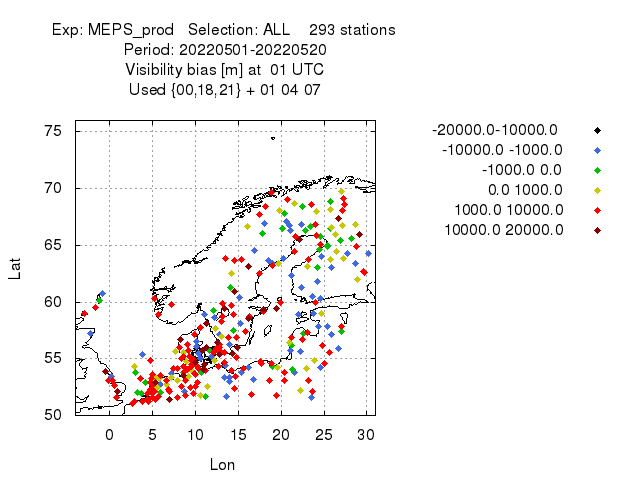 Exp: MEPS_prod Selection: ALL 293 stations
Period: 20220501-20220520
Visibility bias [m] at 01 UTC
Used {00,18,21} + 01 04 07
-20000.0-10000.0
-10000.0 -1000.0
-1000.0 0.0
0.0 1000.0
1000.0 10000.0
10000.0 20000.0
75
70
65
60
55
50
Lat
0 5 10 15 20 25 30
Lon